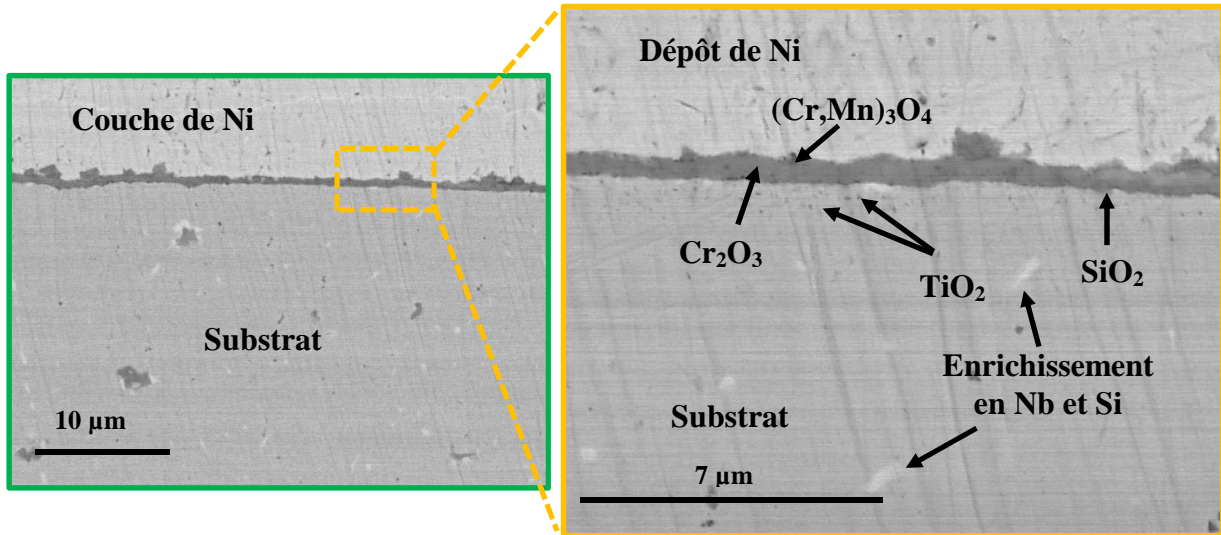 Couche de Ni
Substrat
10 µm
Dépôt de Ni
(Cr,Mn)₃O₄
Cr₂O₃
TiO₂
SiO₂
Enrichissement
en Nb et Si
Substrat
7 µm